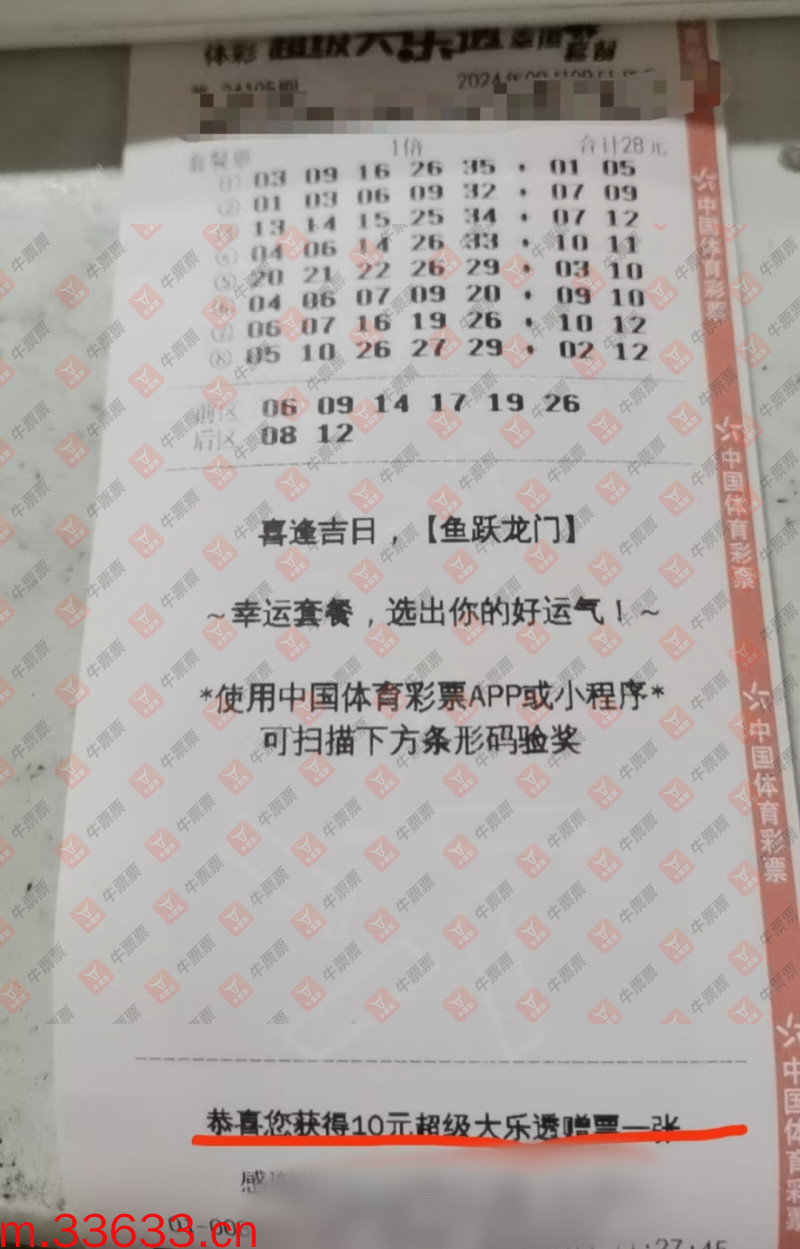 体彩 超级大乐透 幸运 套餐
套餐票 1倍 合计28元
(1) 03 09 16 26 35 · 01 05
(2) 01 03 06 09 32 · 07 09
(3) 13 14 15 25 34 · 07 12
(4) 04 06 14 26 33 · 10 11
(5) 20 21 22 26 29 · 03 10
(6) 04 06 07 09 20 · 09 10
(7) 06 07 16 19 26 · 10 12
(8) 05 10 26 27 29 · 02 12
前区 06 09 14 17 19 26
后区 08 12
喜逢吉日，【鱼跃龙门】
～幸运套餐，选出你的好运气！～
*使用中国体育彩票APP或小程序*
可扫描下方条形码验奖
恭喜您获得10元超级大乐透赠票一张
中国体育彩票
中国体育彩票
中国体育彩票
中国体育彩票
牛票票
m.33633.cn